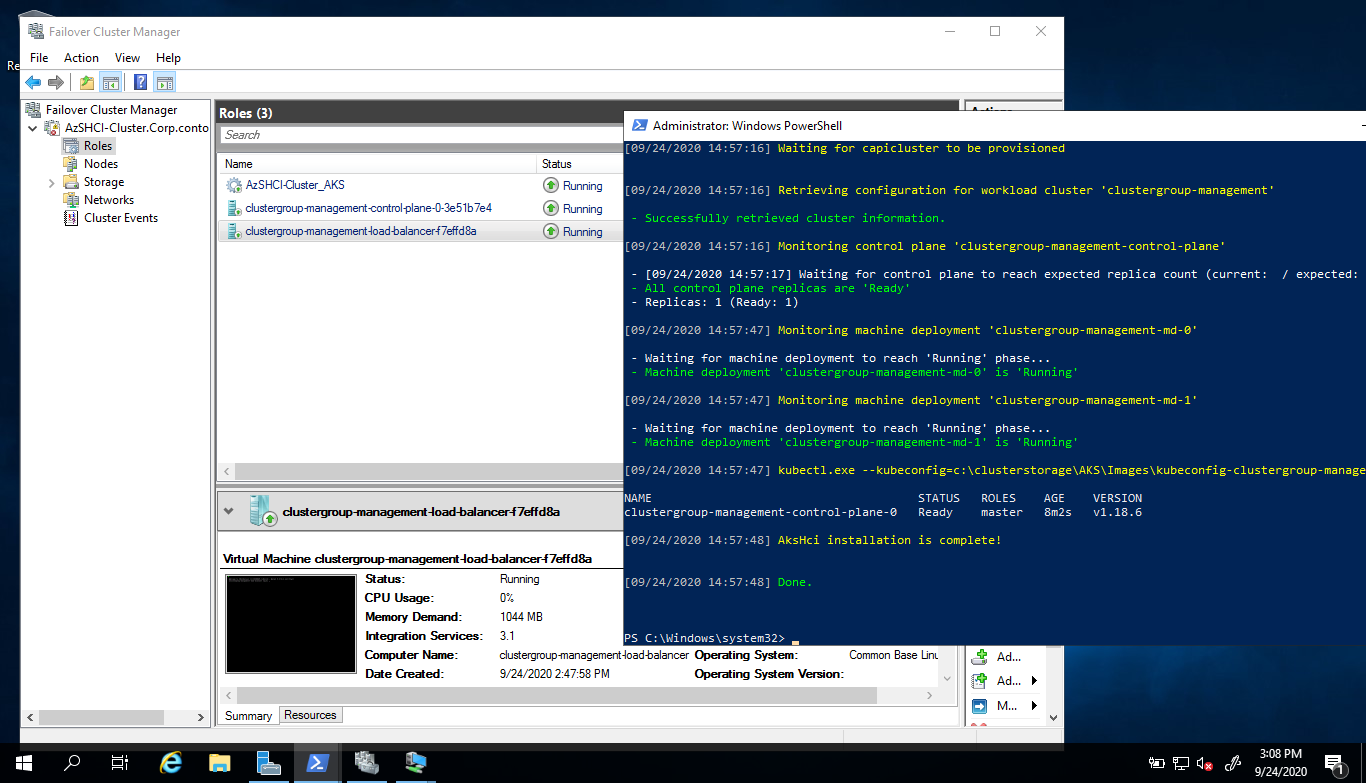 Re
Failover Cluster Manager
File Action View Help
Failover Cluster Manager
AzSHCI-Cluster.Corp.conto
Roles
Nodes
Storage
Networks
Cluster Events
Roles (3)
Search
Name Status
AzSHCI-Cluster_AKS Running
clustergroup-management-control-plane-0-3e51b7e4 Running
clustergroup-management-load-balancer-f7effd8a Running
clustergroup-management-load-balancer-f7effd8a
Virtual Machine clustergroup-management-load-balancer-f7effd8a
Status: Running
CPU Usage: 0%
Memory Demand: 1044 MB
Integration Services: 3.1
Computer Name: clustergroup-management-load-balancer Operating System: Common Base Linu
Date Created: 9/24/2020 2:47:58 PM Operating System Version:
Summary Resources
Actions
Ad...
Ad...
M...
Administrator: Windows PowerShell
[09/24/2020 14:57:16] Waiting for capicluster to be provisioned
[09/24/2020 14:57:16] Retrieving configuration for workload cluster 'clustergroup-management'
- Successfully retrieved cluster information.
[09/24/2020 14:57:16] Monitoring control plane 'clustergroup-management-control-plane'
- [09/24/2020 14:57:17] Waiting for control plane to reach expected replica count (current:  / expected:
- All control plane replicas are 'Ready'
- Replicas: 1 (Ready: 1)
[09/24/2020 14:57:47] Monitoring machine deployment 'clustergroup-management-md-0'
- Waiting for machine deployment to reach 'Running' phase...
- Machine deployment 'clustergroup-management-md-0' is 'Running'
[09/24/2020 14:57:47] Monitoring machine deployment 'clustergroup-management-md-1'
- Waiting for machine deployment to reach 'Running' phase...
- Machine deployment 'clustergroup-management-md-1' is 'Running'
[09/24/2020 14:57:47] kubectl.exe --kubeconfig=c:\clusterstorage\AKS\Images\kubeconfig-clustergroup-manage
NAME STATUS ROLES AGE VERSION
clustergroup-management-control-plane-0 Ready master 8m2s v1.18.6
[09/24/2020 14:57:48] AksHci installation is complete!
[09/24/2020 14:57:48] Done.
PS C:\Windows\system32>
3:08 PM
9/24/2020
1